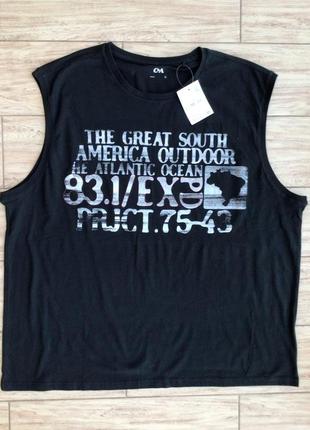 C&A
THE GREAT SOUTH
AMERICA OUTDOOR
HE ATLANTIC OCEAN
83.1/EXPD
PRJCT.75-43